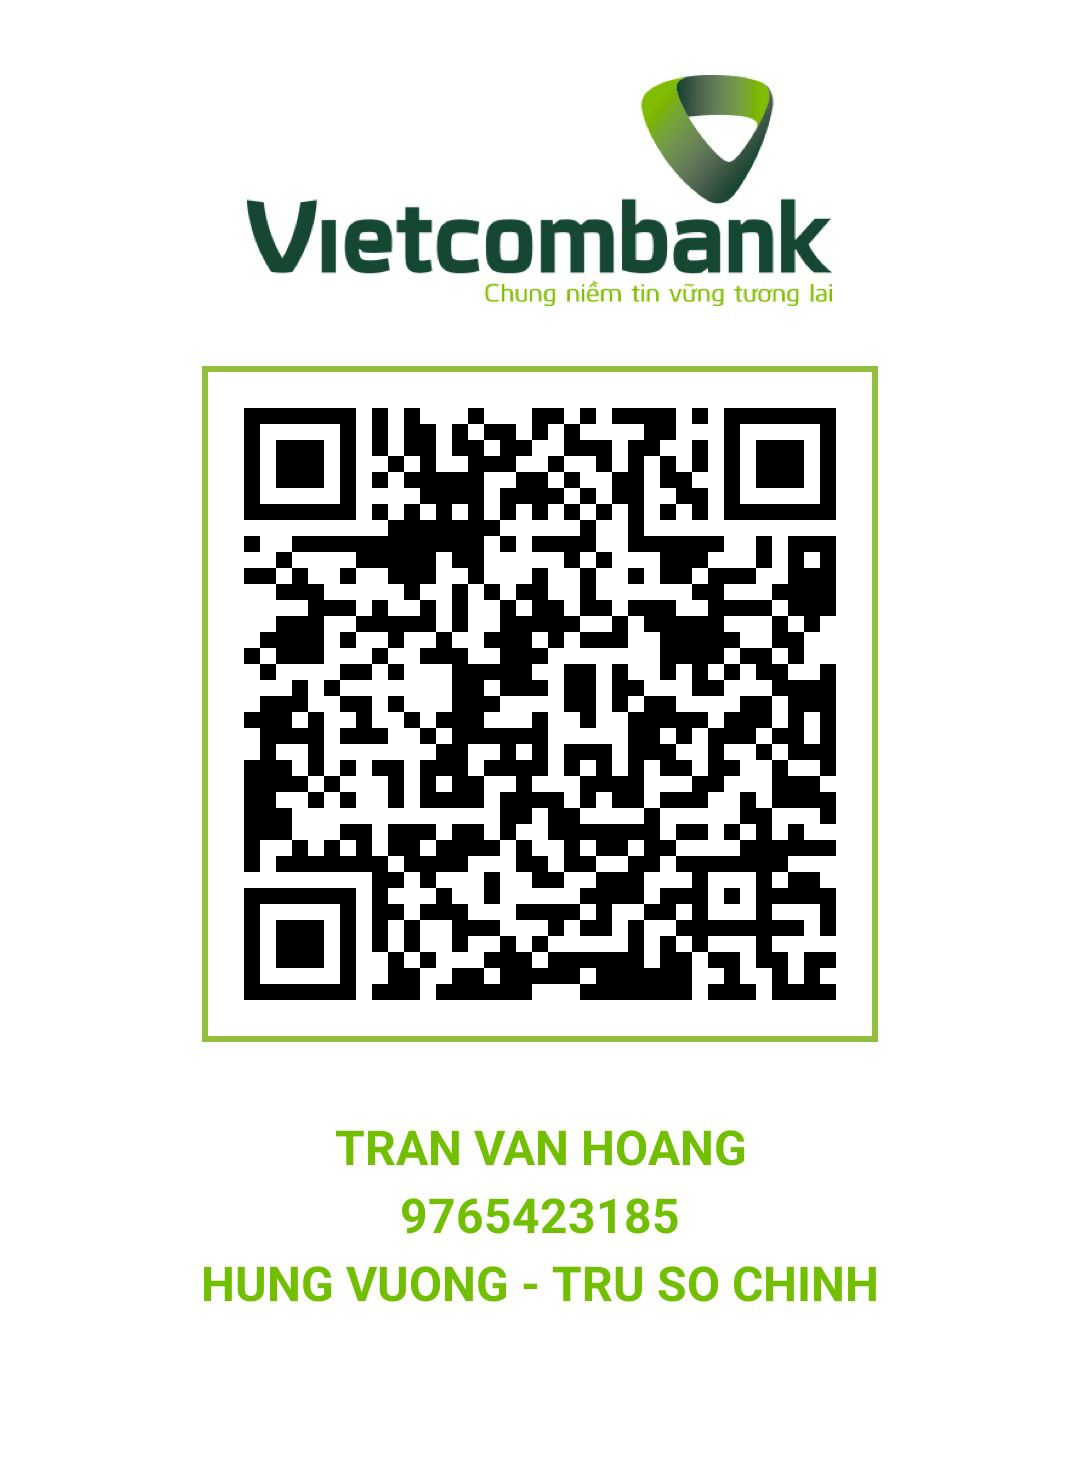 Vietcombank
Chung niềm tin vững tương lai
TRAN VAN HOANG
9765423185
HUNG VUONG - TRU SO CHINH